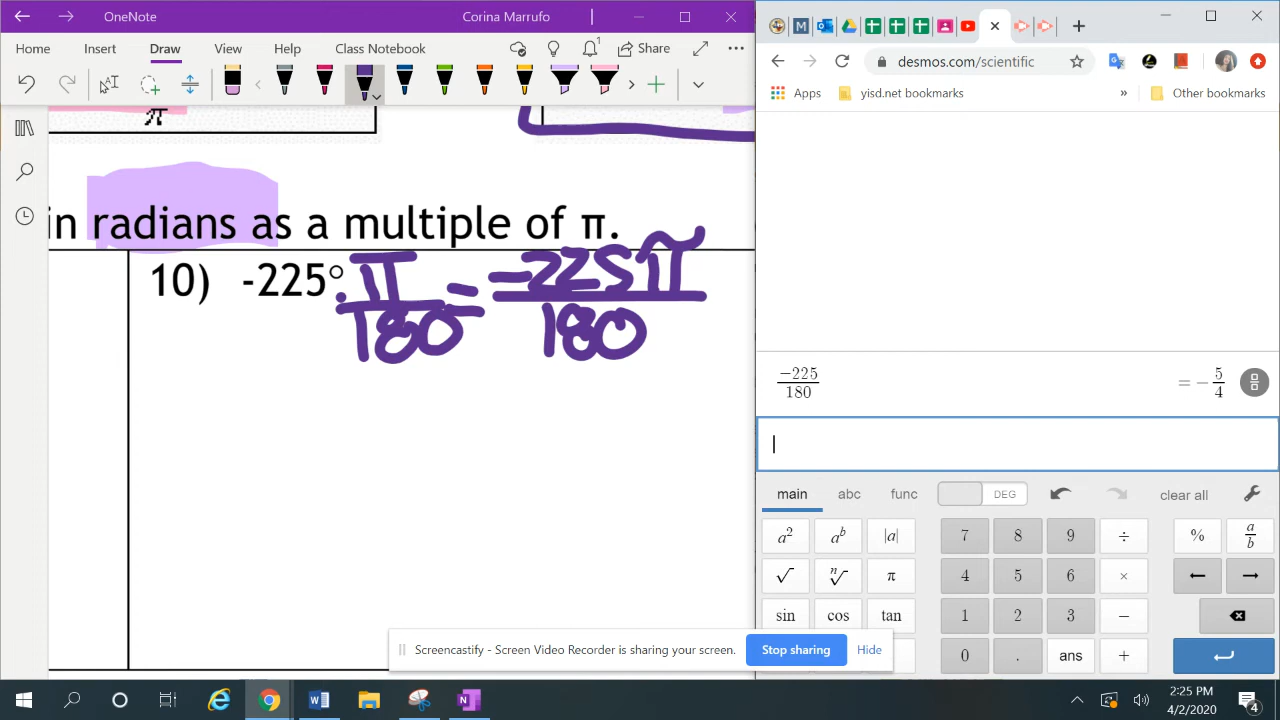 OneNote
Corina Marrufo
Home Insert Draw View Help Class Notebook Share
π
in radians as a multiple of π.
10) -225° · π/180 = -225π/180
desmos.com/scientific
Apps yisd.net bookmarks » Other bookmarks
-225/180 = -5/4
main abc func DEG clear all
a² aᵇ |a| 7 8 9 ÷ % a/b
√ ⁿ√ π 4 5 6 × ← →
sin cos tan 1 2 3 −
0 . ans +
Screencastify - Screen Video Recorder is sharing your screen. Stop sharing Hide
2:25 PM
4/2/2020
4